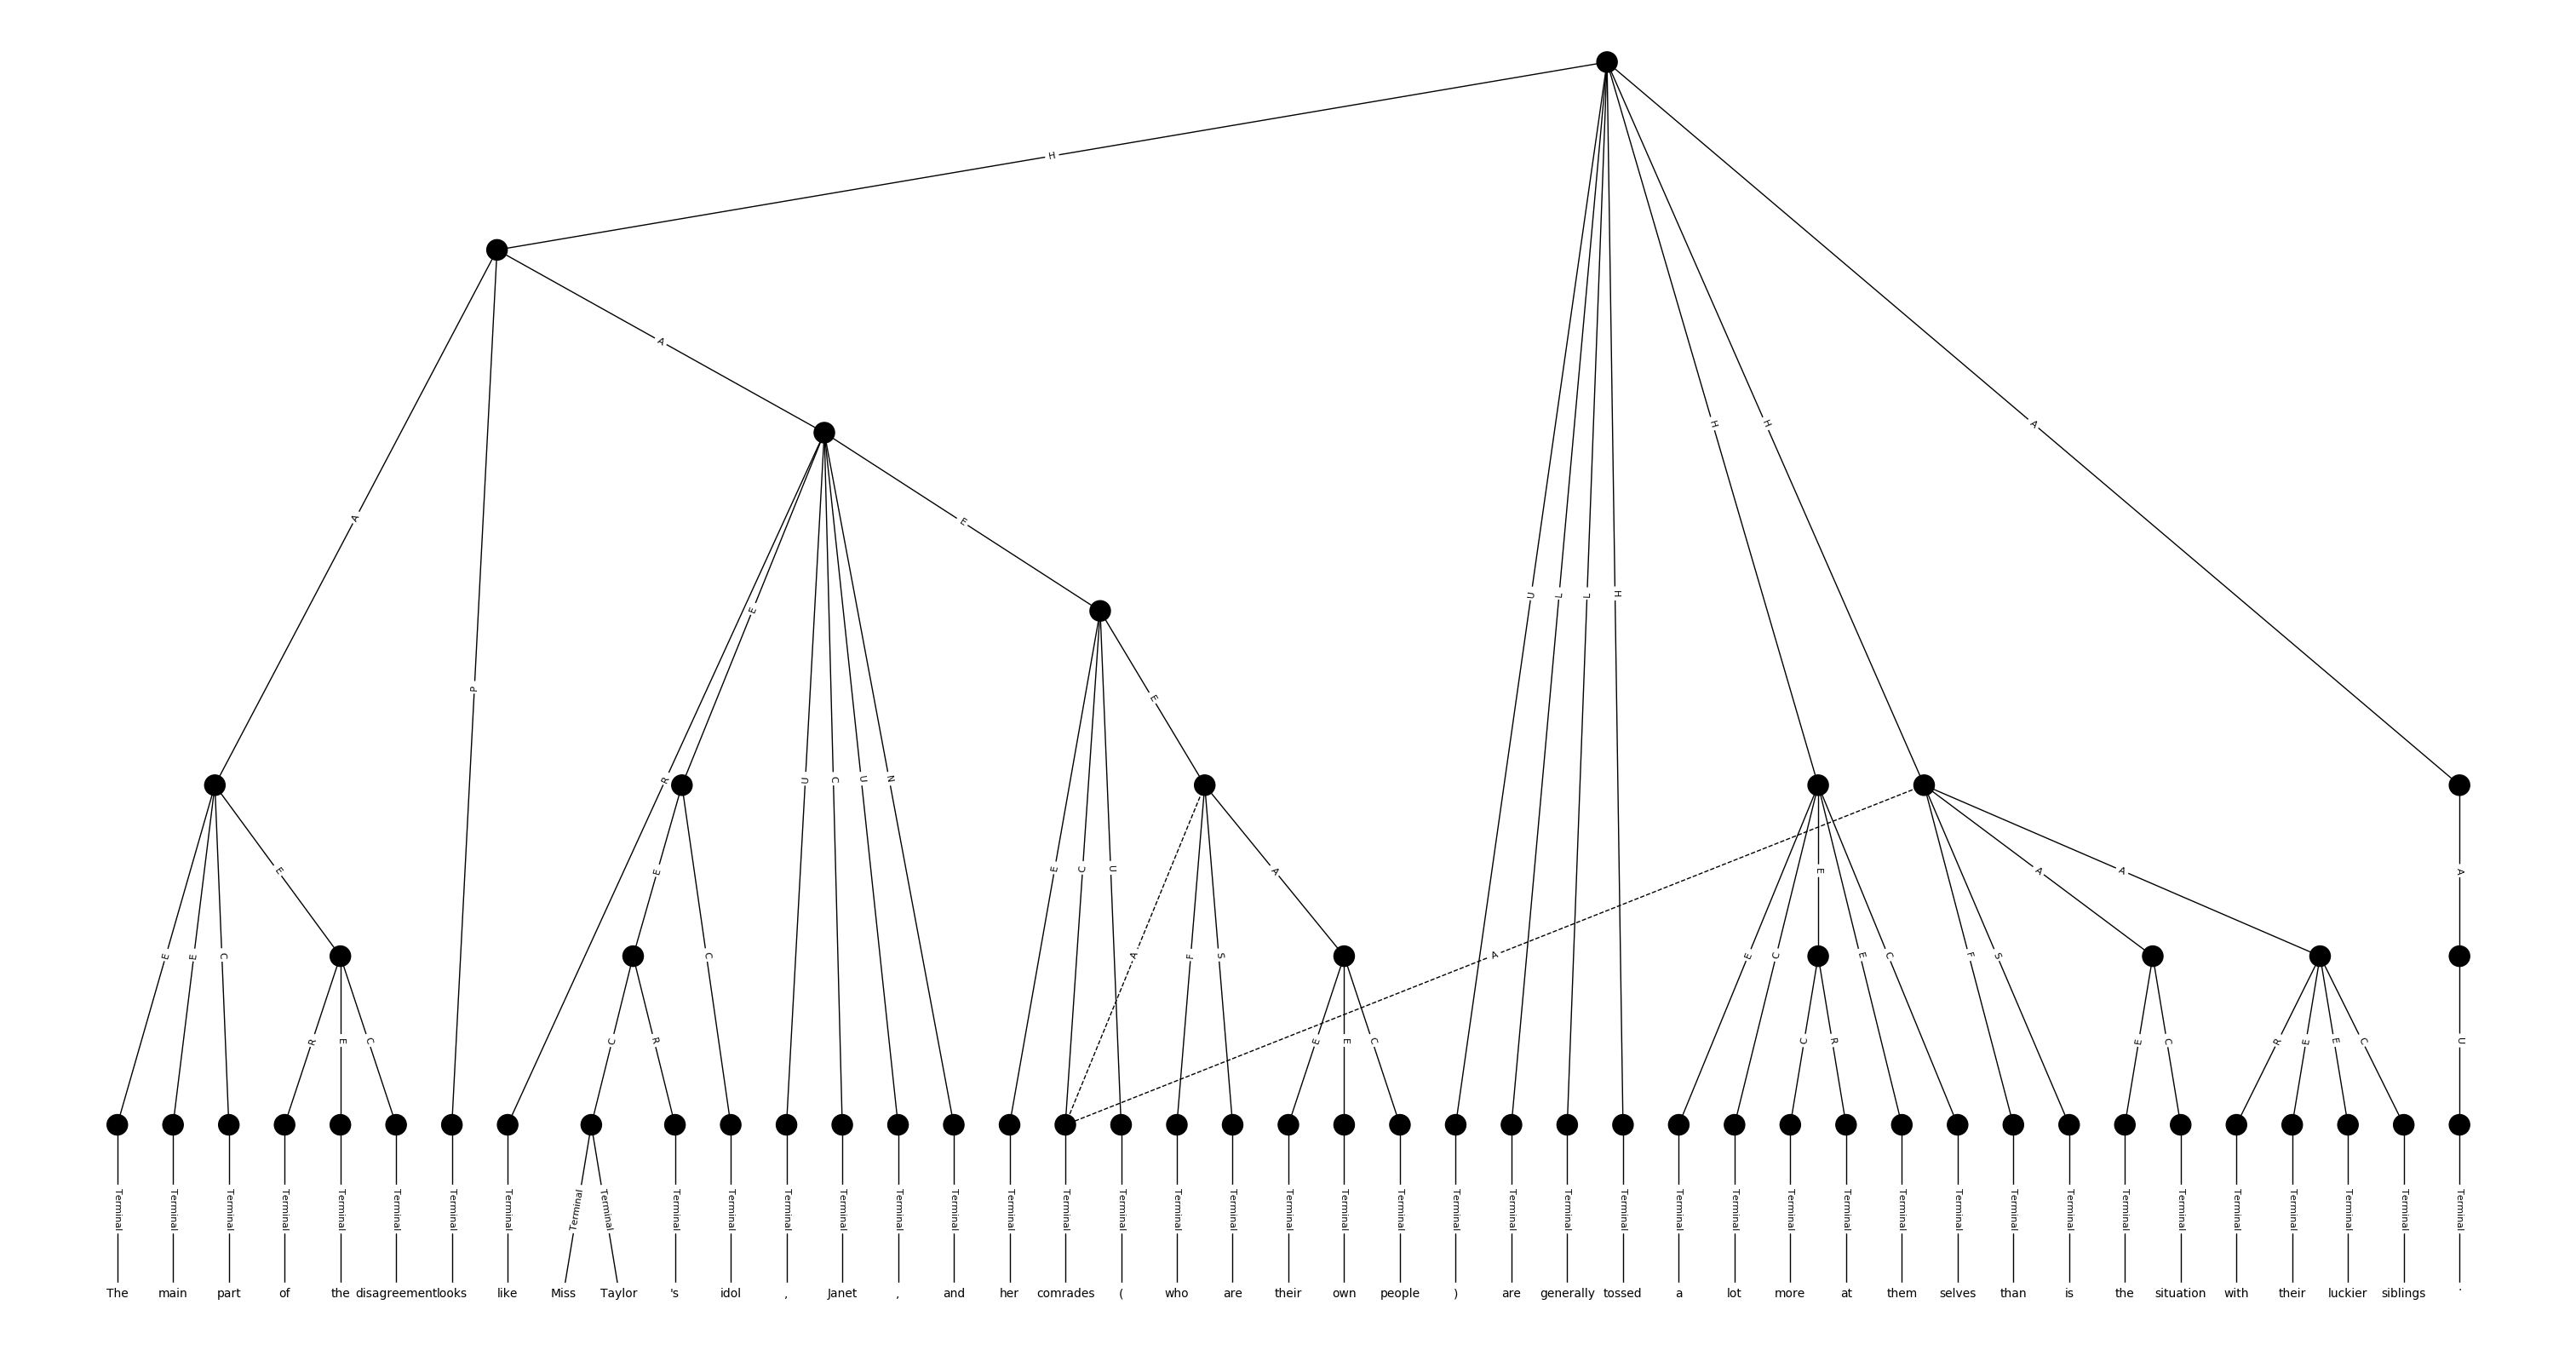 H
A
A
E
P
E
U
L
L
H
H
H
A
E
R
U
C
U
N
E
C
U
E
A
E
A
A
A
E
E
C
E
C
A
F
S
A
E
C
E
C
F
S
R
E
C
C
R
E
E
C
C
R
E
C
R
E
E
C
U
Terminal Terminal Terminal Terminal Terminal Terminal Terminal Terminal Terminal Terminal Terminal Terminal Terminal Terminal Terminal Terminal Terminal Terminal Terminal Terminal Terminal Terminal Terminal Terminal Terminal Terminal Terminal Terminal Terminal Terminal Terminal Terminal Terminal Terminal Terminal Terminal Terminal Terminal Terminal Terminal Terminal Terminal Terminal
The main part of the disagreement looks like Miss Taylor 's idol , Janet , and her comrades ( who are their own people ) are generally tossed a lot more at them selves than is the situation with their luckier siblings .